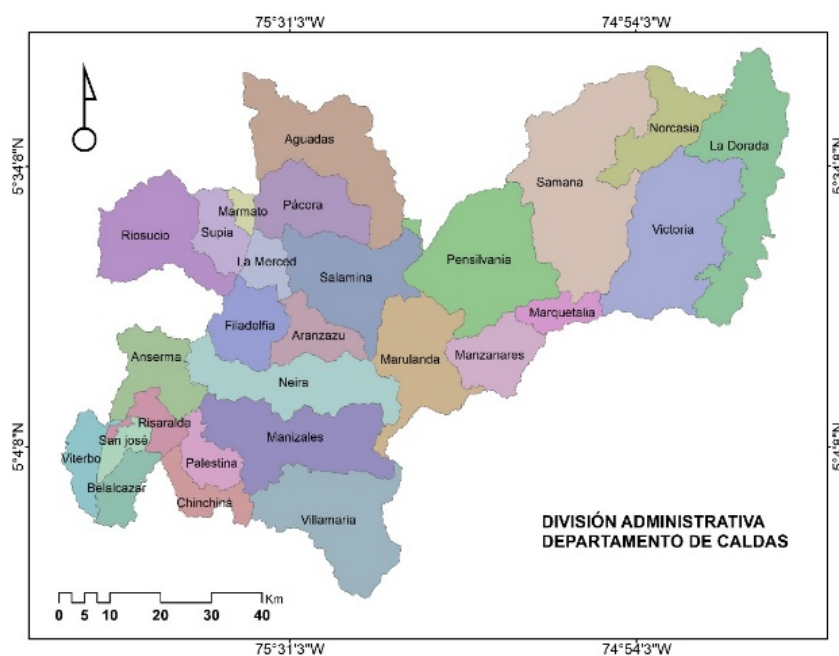 75°31'3"W
74°54'3"W
5°34'8"N
5°34'8"N
Aguadas
Norcasia
La Dorada
Samana
Marmato
Pácora
Riosucio
Supia
Victoria
La Merced
Salamina
Pensilvania
Marquetalia
Filadelfia
Aranzazu
Marulanda
Manzanares
Anserma
Neira
Risaralda
San josé
Manizales
5°4'8"N
5°4'8"N
Viterbo
Palestina
Belalcazar
Chinchiná
Villamaria
DIVISIÓN ADMINISTRATIVA
DEPARTAMENTO DE CALDAS
Km
0 5 10 20 30 40
75°31'3"W
74°54'3"W